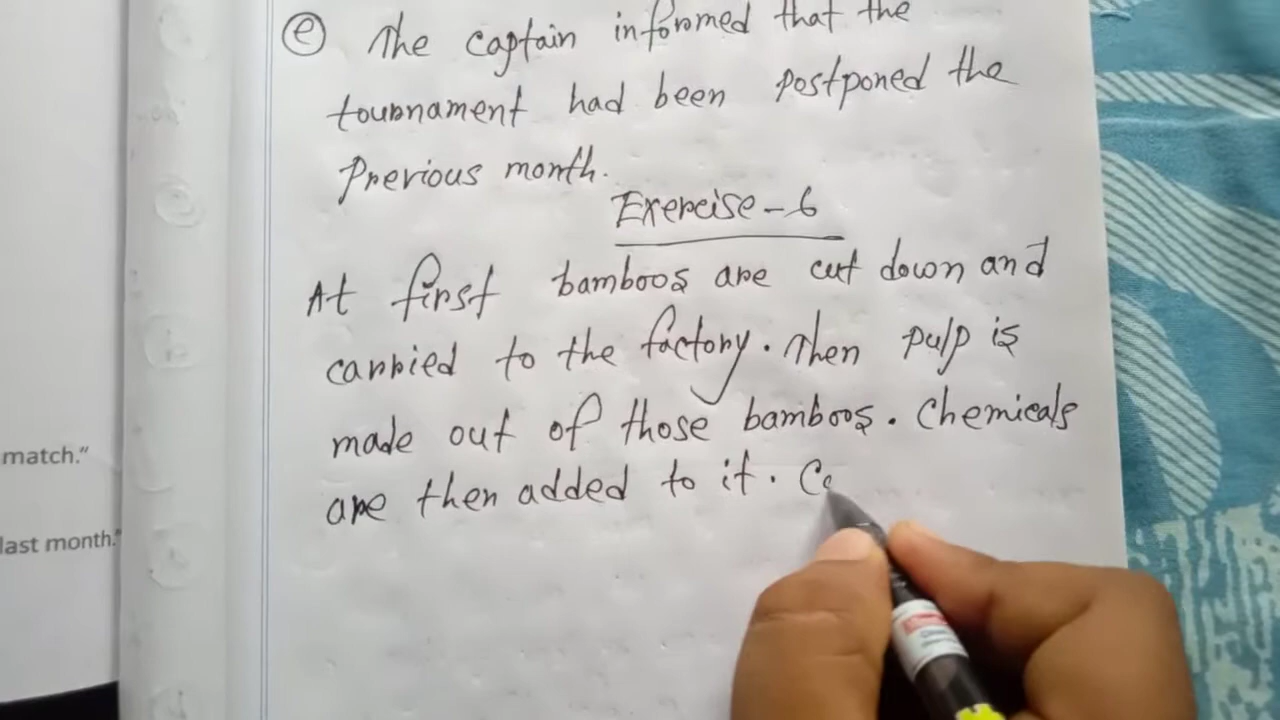 ⓔ The captain informed that the
tournament had been postponed the
previous month.
Exercise-6
At first bamboos are cut down and
carried to the factory. Then pulp is
made out of those bamboos. Chemicals
are then added to it. Co
match."
last month."